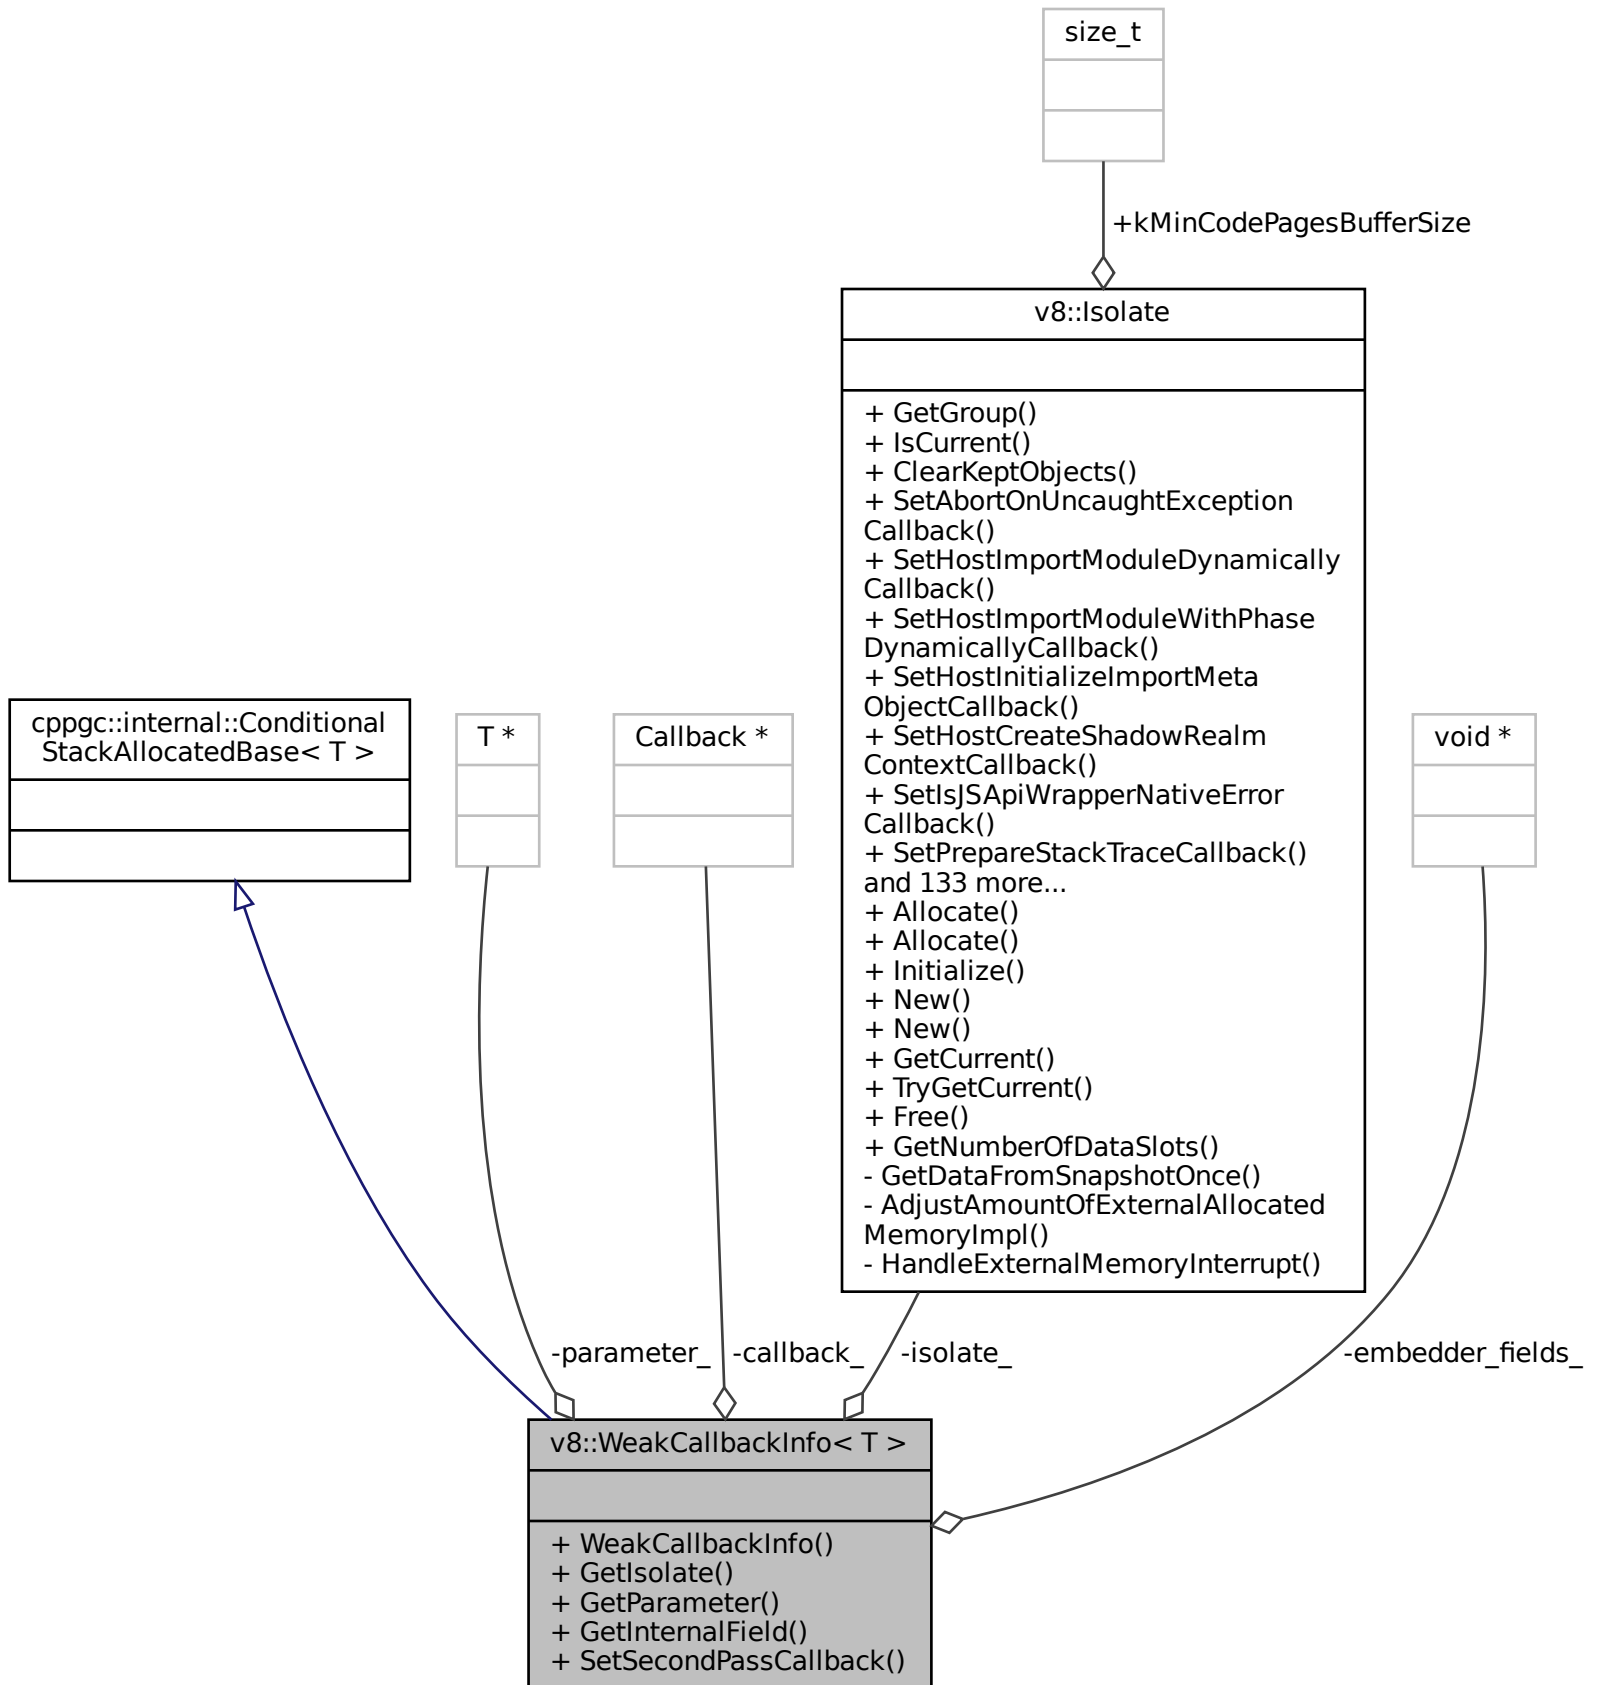 size_t
+kMinCodePagesBufferSize
v8::Isolate
+ GetGroup()
+ IsCurrent()
+ ClearKeptObjects()
+ SetAbortOnUncaughtException
Callback()
+ SetHostImportModuleDynamically
Callback()
+ SetHostImportModuleWithPhase
DynamicallyCallback()
+ SetHostInitializeImportMeta
ObjectCallback()
+ SetHostCreateShadowRealm
ContextCallback()
+ SetIsJSApiWrapperNativeError
Callback()
+ SetPrepareStackTraceCallback()
and 133 more...
+ Allocate()
+ Allocate()
+ Initialize()
+ New()
+ New()
+ GetCurrent()
+ TryGetCurrent()
+ Free()
+ GetNumberOfDataSlots()
- GetDataFromSnapshotOnce()
- AdjustAmountOfExternalAllocated
MemoryImpl()
- HandleExternalMemoryInterrupt()
cppgc::internal::Conditional
StackAllocatedBase< T >
T *
Callback *
void *
-parameter_
-callback_
-isolate_
-embedder_fields_
v8::WeakCallbackInfo< T >
+ WeakCallbackInfo()
+ GetIsolate()
+ GetParameter()
+ GetInternalField()
+ SetSecondPassCallback()